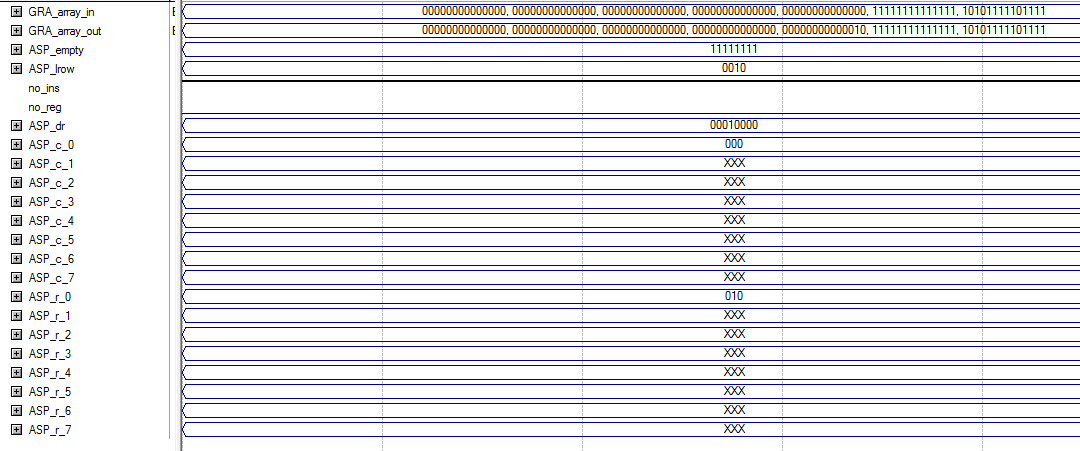 GRA_array_in 00000000000000, 00000000000000, 00000000000000, 00000000000000, 00000000000000, 11111111111111, 10101111101111
GRA_array_out 00000000000000, 00000000000000, 00000000000000, 00000000000000, 00000000000010, 11111111111111, 10101111101111
ASP_empty 11111111
ASP_lrow 0010
no_ins
no_reg
ASP_dr 00010000
ASP_c_0 000
ASP_c_1 XXX
ASP_c_2 XXX
ASP_c_3 XXX
ASP_c_4 XXX
ASP_c_5 XXX
ASP_c_6 XXX
ASP_c_7 XXX
ASP_r_0 010
ASP_r_1 XXX
ASP_r_2 XXX
ASP_r_3 XXX
ASP_r_4 XXX
ASP_r_5 XXX
ASP_r_6 XXX
ASP_r_7 XXX